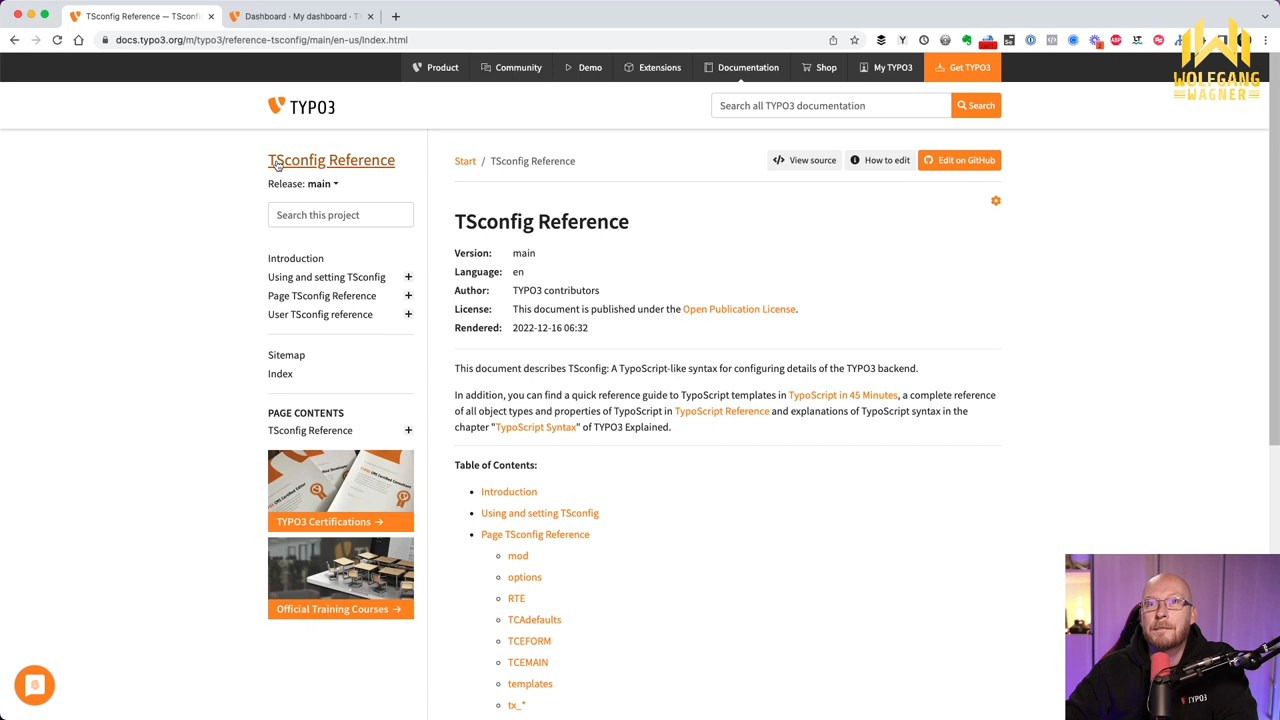 TSconfig Reference — TSconfi
Dashboard · My dashboard · T
docs.typo3.org/m/typo3/reference-tsconfig/main/en-us/Index.html
Product
Community
Demo
Extensions
Documentation
Shop
My TYPO3
Get TYPO3
WOLFGANG
WAGNER
TYPO3
Search all TYPO3 documentation
Search
TSconfig Reference
Release: main
Search this project
Introduction
Using and setting TSconfig
Page TSconfig Reference
User TSconfig reference
Sitemap
Index
PAGE CONTENTS
TSconfig Reference
TYPO3 Certifications →
Official Training Courses →
Start / TSconfig Reference
View source
How to edit
Edit on GitHub
TSconfig Reference
Version: main
Language: en
Author: TYPO3 contributors
License: This document is published under the Open Publication License.
Rendered: 2022-12-16 06:32
This document describes TSconfig: A TypoScript-like syntax for configuring details of the TYPO3 backend.
In addition, you can find a quick reference guide to TypoScript templates in TypoScript in 45 Minutes, a complete reference
of all object types and properties of TypoScript in TypoScript Reference and explanations of TypoScript syntax in the
chapter "TypoScript Syntax" of TYPO3 Explained.
Table of Contents:
Introduction
Using and setting TSconfig
Page TSconfig Reference
mod
options
RTE
TCAdefaults
TCEFORM
TCEMAIN
templates
tx_*
TYPO3